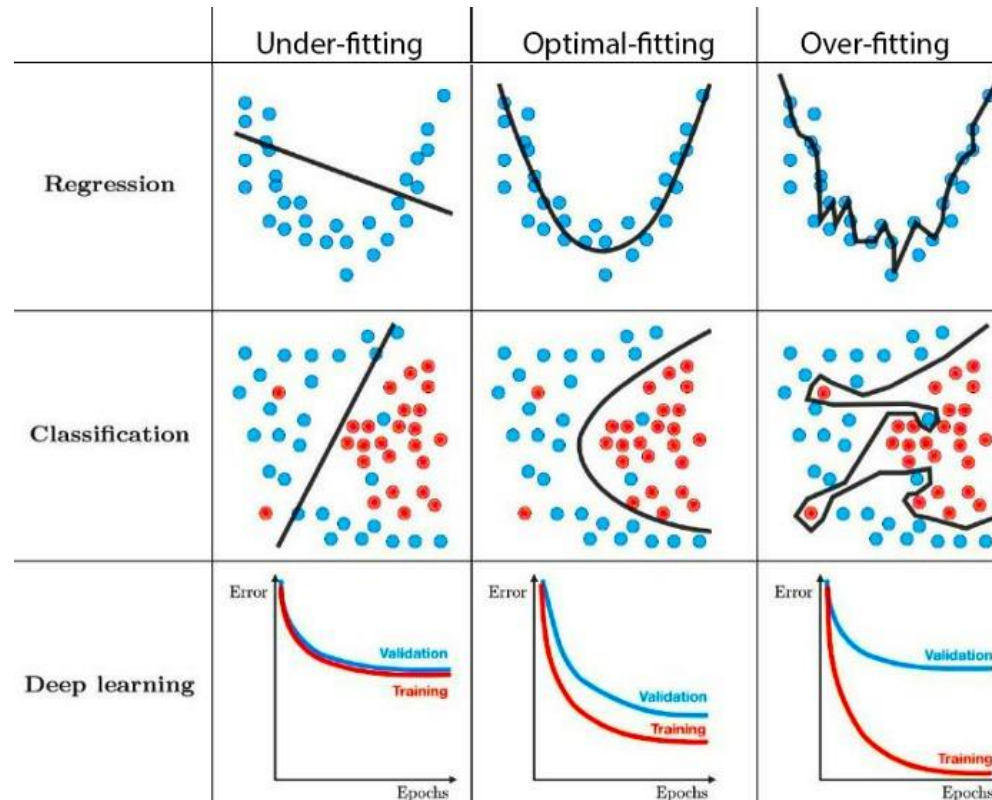 Under-fitting
Optimal-fitting
Over-fitting
Regression
Classification
Deep learning
Error
Validation
Training
Epochs
Error
Validation
Training
Epochs
Error
Validation
Training
Epochs